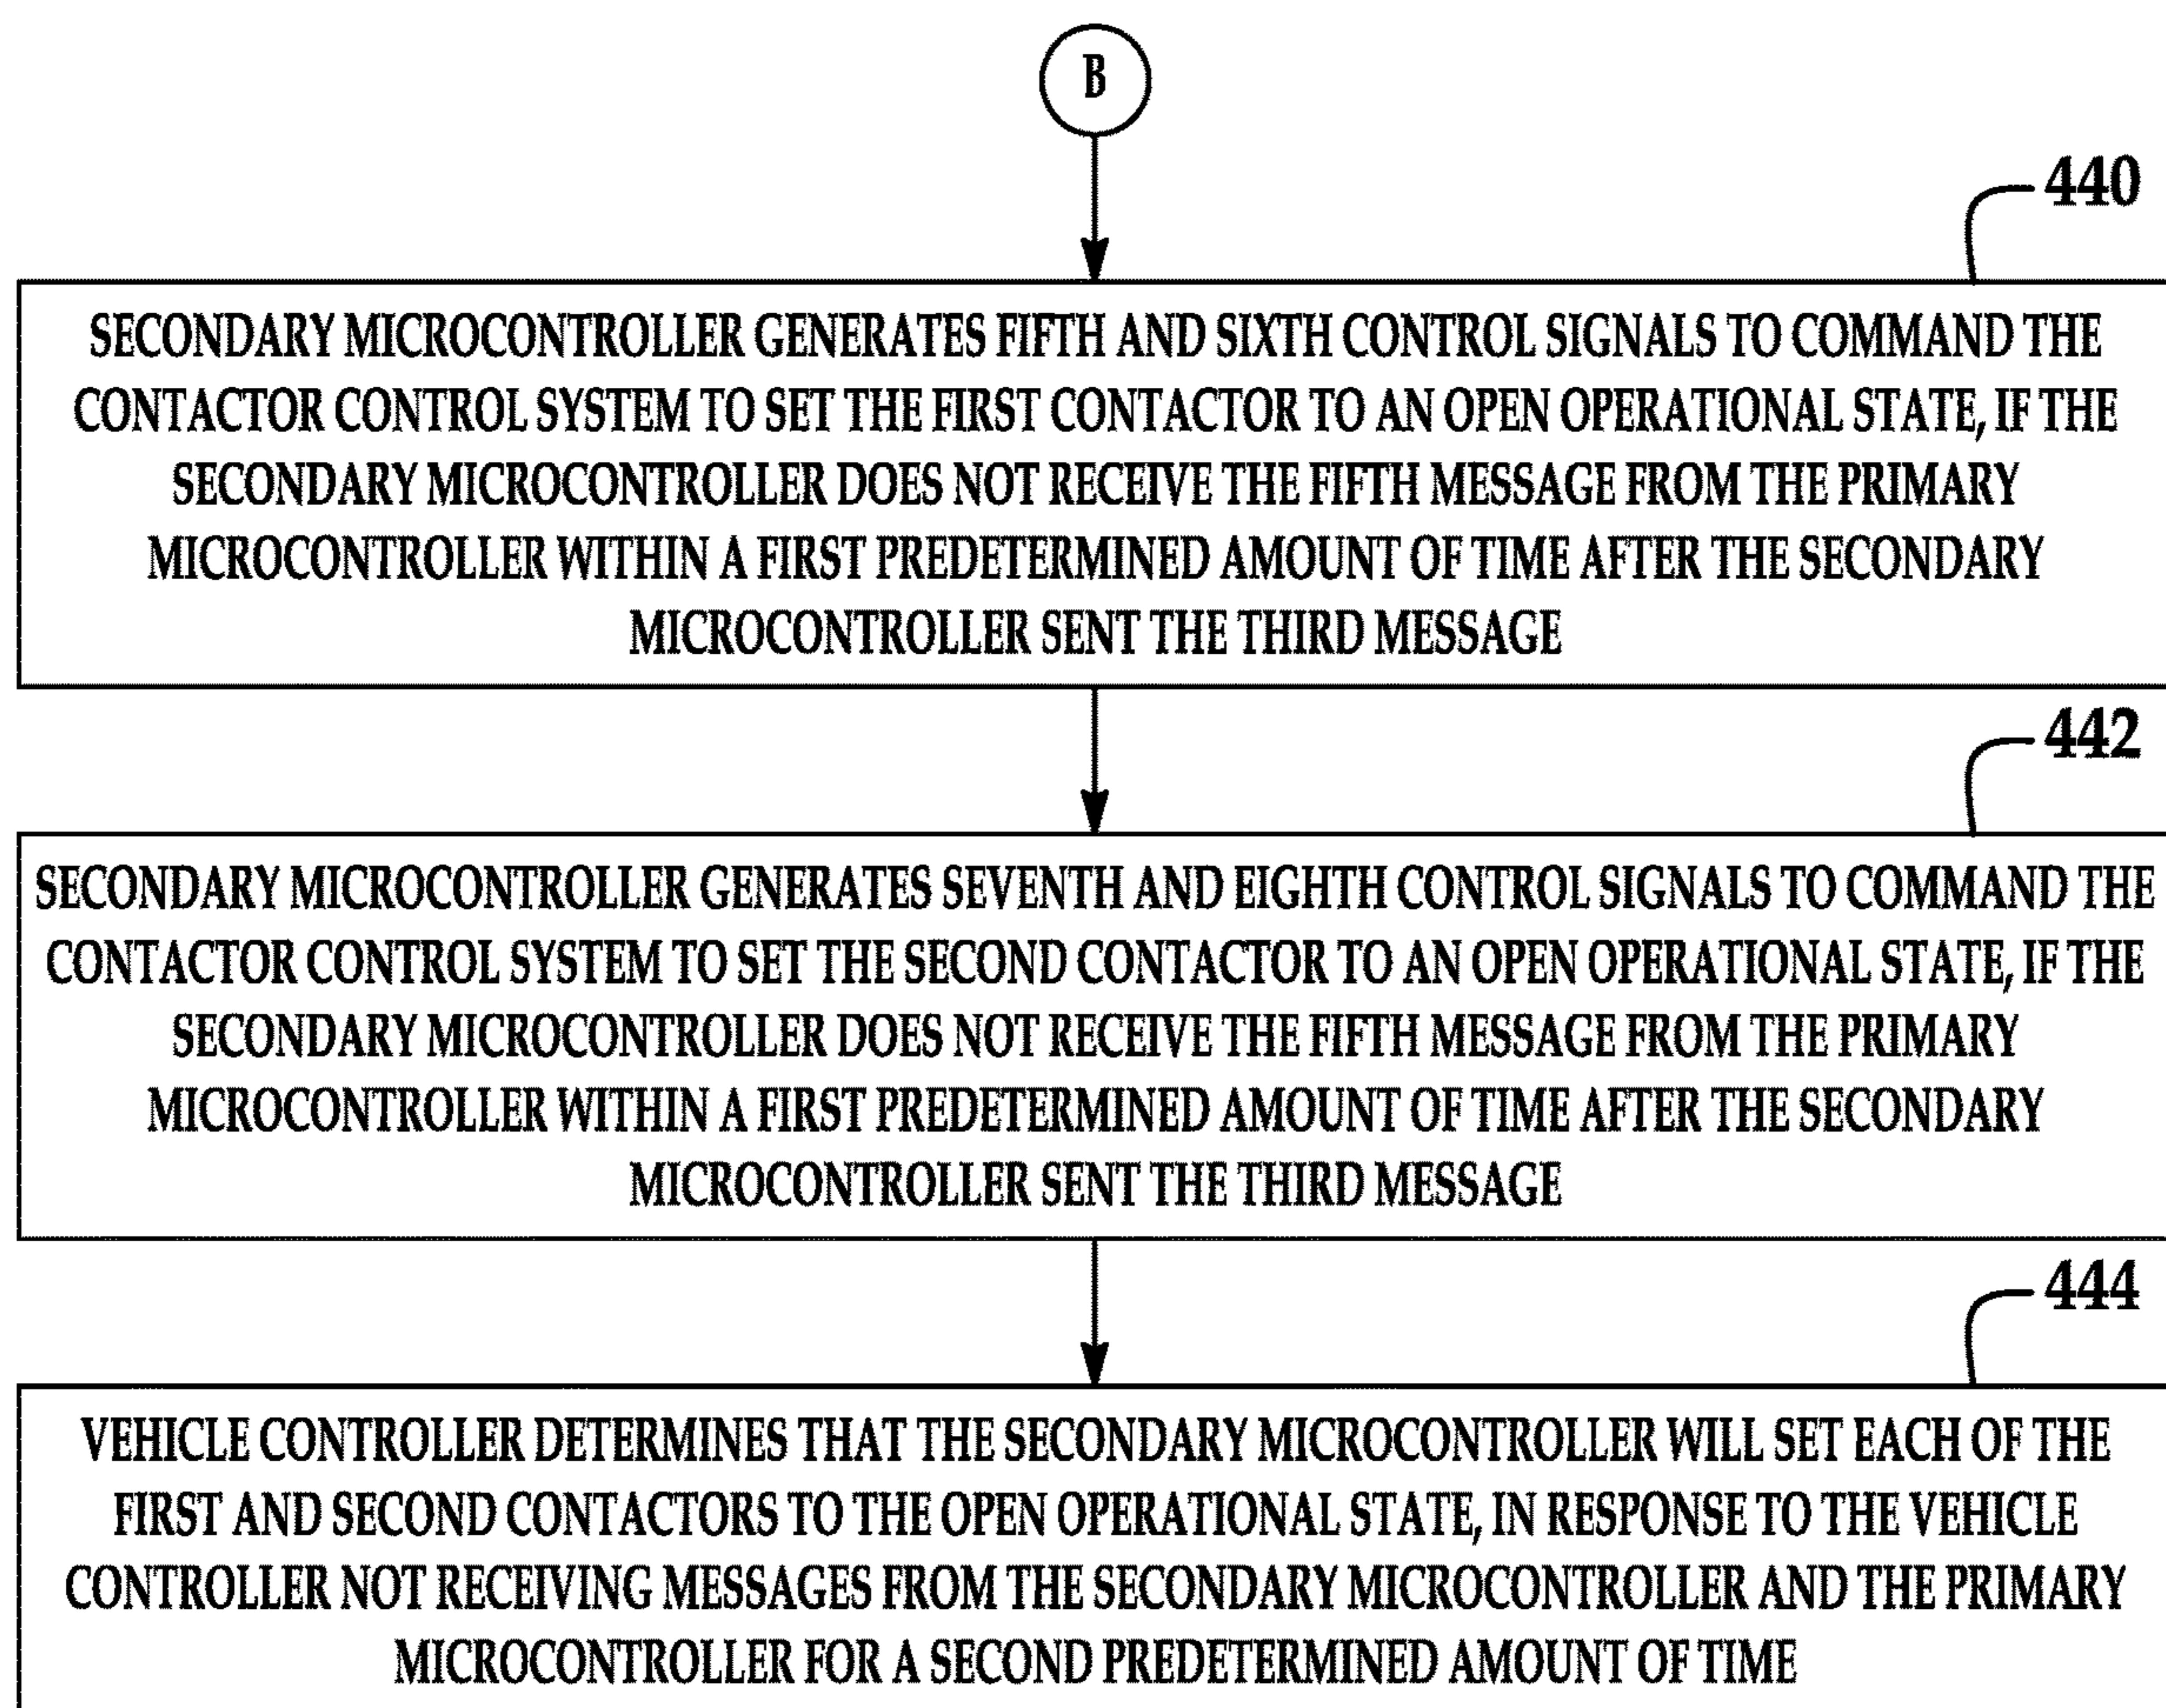 B
440
SECONDARY MICROCONTROLLER GENERATES FIFTH AND SIXTH CONTROL SIGNALS TO COMMAND THE
CONTACTOR CONTROL SYSTEM TO SET THE FIRST CONTACTOR TO AN OPEN OPERATIONAL STATE, IF THE
SECONDARY MICROCONTROLLER DOES NOT RECEIVE THE FIFTH MESSAGE FROM THE PRIMARY
MICROCONTROLLER WITHIN A FIRST PREDETERMINED AMOUNT OF TIME AFTER THE SECONDARY
MICROCONTROLLER SENT THE THIRD MESSAGE
442
SECONDARY MICROCONTROLLER GENERATES SEVENTH AND EIGHTH CONTROL SIGNALS TO COMMAND THE
CONTACTOR CONTROL SYSTEM TO SET THE SECOND CONTACTOR TO AN OPEN OPERATIONAL STATE, IF THE
SECONDARY MICROCONTROLLER DOES NOT RECEIVE THE FIFTH MESSAGE FROM THE PRIMARY
MICROCONTROLLER WITHIN A FIRST PREDETERMINED AMOUNT OF TIME AFTER THE SECONDARY
MICROCONTROLLER SENT THE THIRD MESSAGE
444
VEHICLE CONTROLLER DETERMINES THAT THE SECONDARY MICROCONTROLLER WILL SET EACH OF THE
FIRST AND SECOND CONTACTORS TO THE OPEN OPERATIONAL STATE, IN RESPONSE TO THE VEHICLE
CONTROLLER NOT RECEIVING MESSAGES FROM THE SECONDARY MICROCONTROLLER AND THE PRIMARY
MICROCONTROLLER FOR A SECOND PREDETERMINED AMOUNT OF TIME